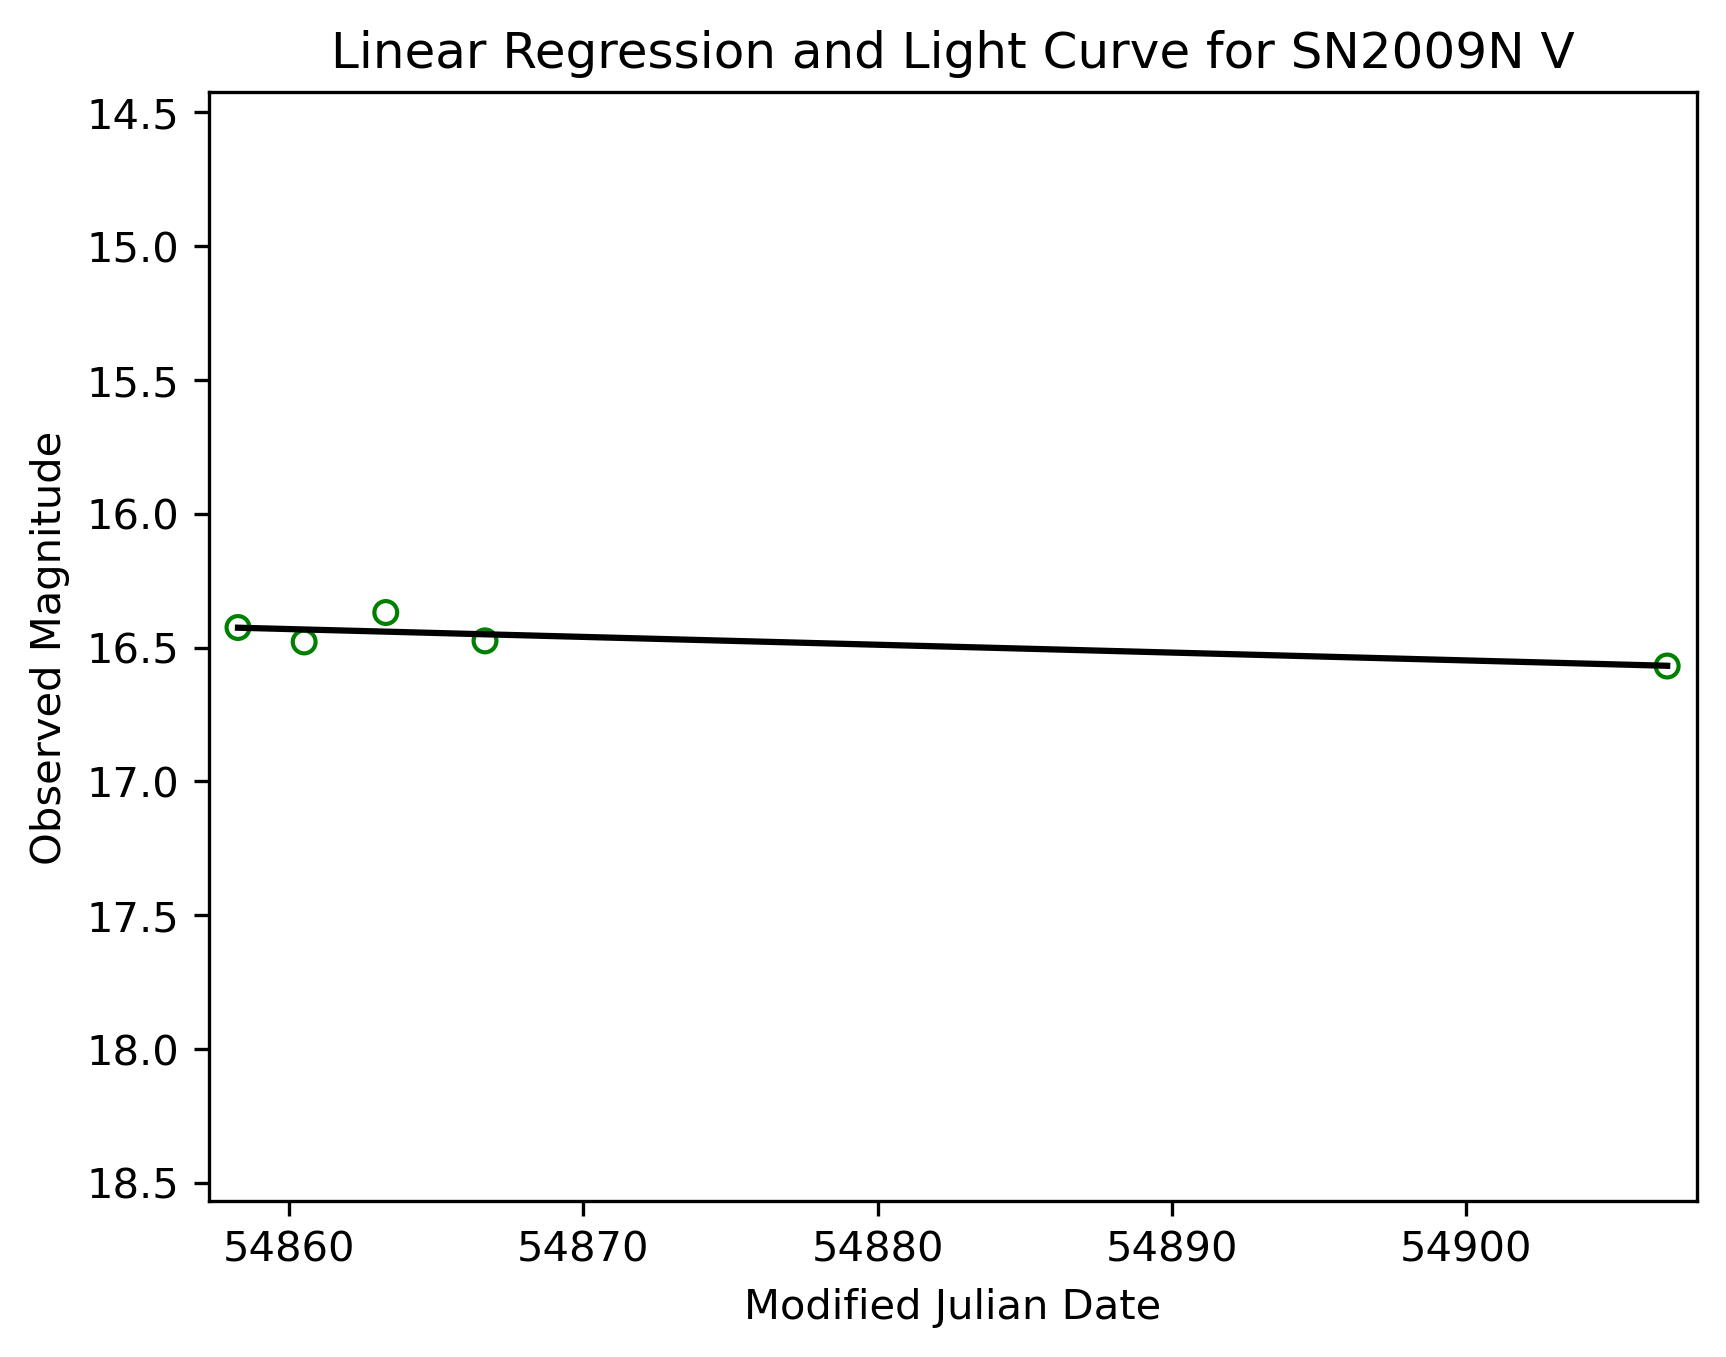 Linear Regression and Light Curve for SN2009N V
14.5
15.0
15.5
16.0
16.5
17.0
17.5
18.0
18.5
Observed Magnitude
54860 54870 54880 54890 54900
Modified Julian Date